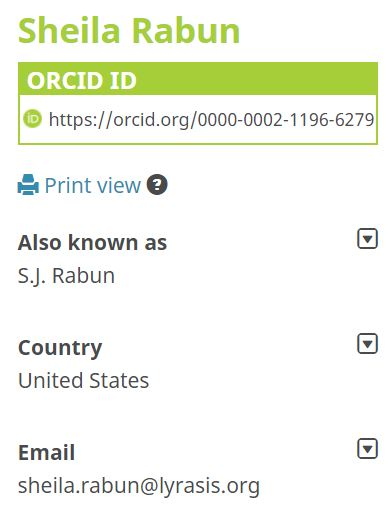 Sheila Rabun
ORCID ID
iD https://orcid.org/0000-0002-1196-6279
Print view ?
Also known as
S.J. Rabun
Country
United States
Email
sheila.rabun@lyrasis.org